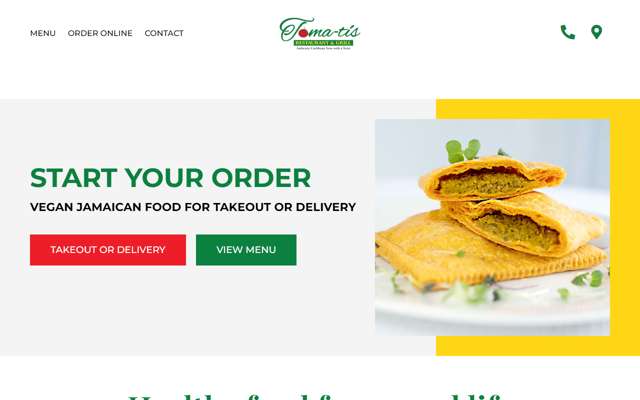 MENU
ORDER ONLINE
CONTACT
Toma-tis
RESTAURANT & GRILL
START YOUR ORDER
VEGAN JAMAICAN FOOD FOR TAKEOUT OR DELIVERY
TAKEOUT OR DELIVERY
VIEW MENU